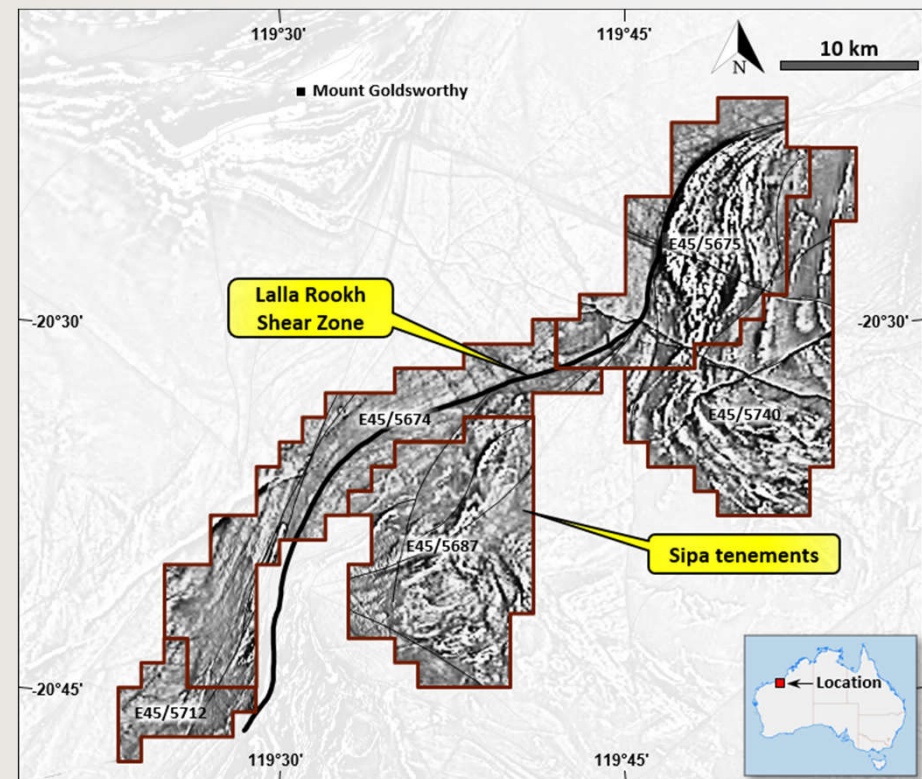 119°30'
119°45'
N
10 km
Mount Goldsworthy
E45/5675
Lalla Rookh
Shear Zone
-20°30'
-20°30'
E45/5674
E45/5740
E45/5687
Sipa tenements
-20°45'
E45/5712
Location
119°30'
119°45'